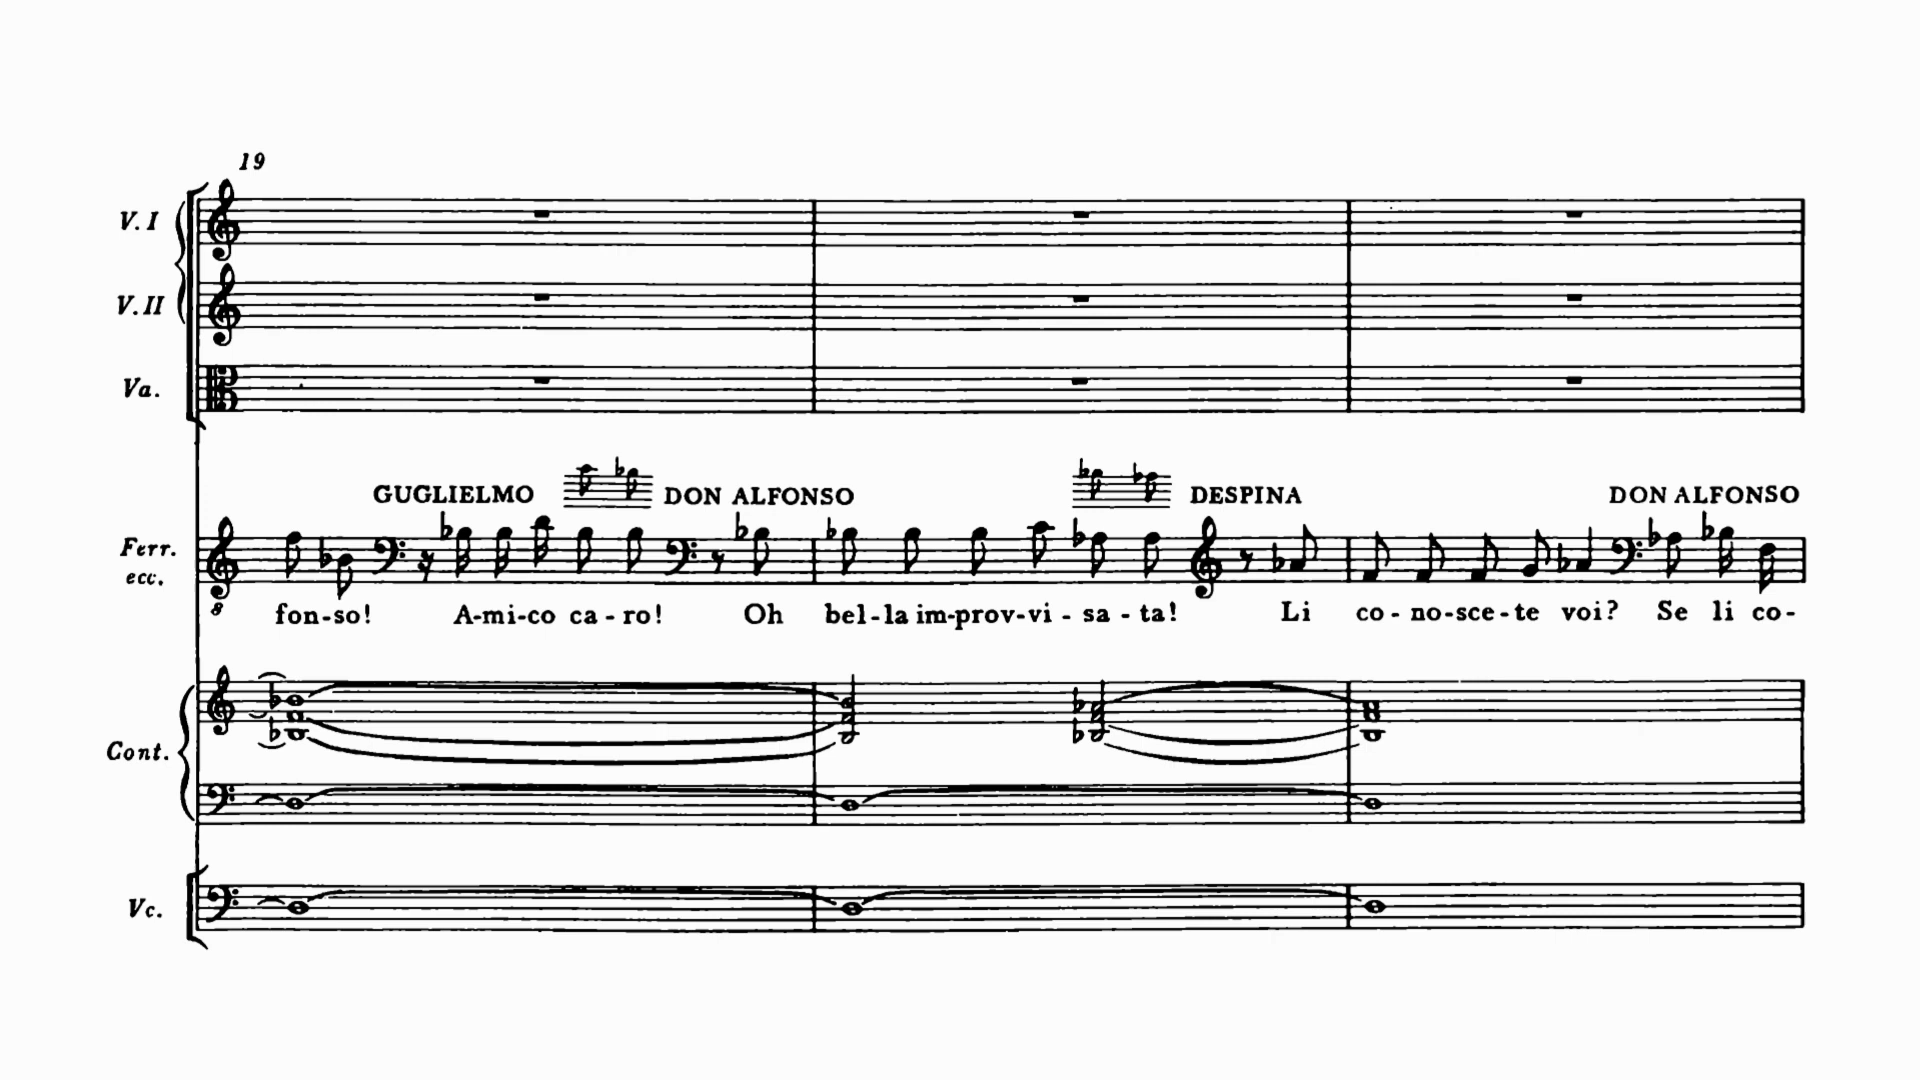 19
V. I
V. II
Va.
GUGLIELMO DON ALFONSO DESPINA DON ALFONSO
Ferr.
ecc.
8 fon-so! A-mi-co ca-ro! Oh bel-la im-prov-vi-sa-ta! Li co-no-sce-te voi? Se li co-
Cont.
Vc.